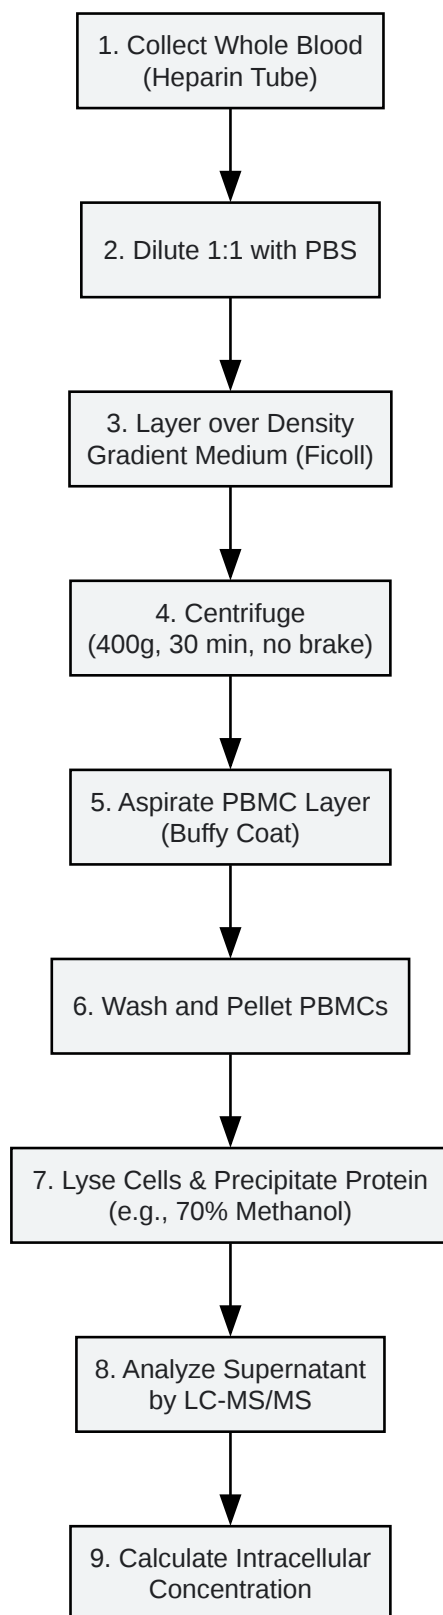 1. Collect Whole Blood
(Heparin Tube)
2. Dilute 1:1 with PBS
3. Layer over Density
Gradient Medium (Ficoll)
4. Centrifuge
(400g, 30 min, no brake)
5. Aspirate PBMC Layer
(Buffy Coat)
6. Wash and Pellet PBMCs
7. Lyse Cells & Precipitate Protein
(e.g., 70% Methanol)
8. Analyze Supernatant
by LC-MS/MS
9. Calculate Intracellular
Concentration